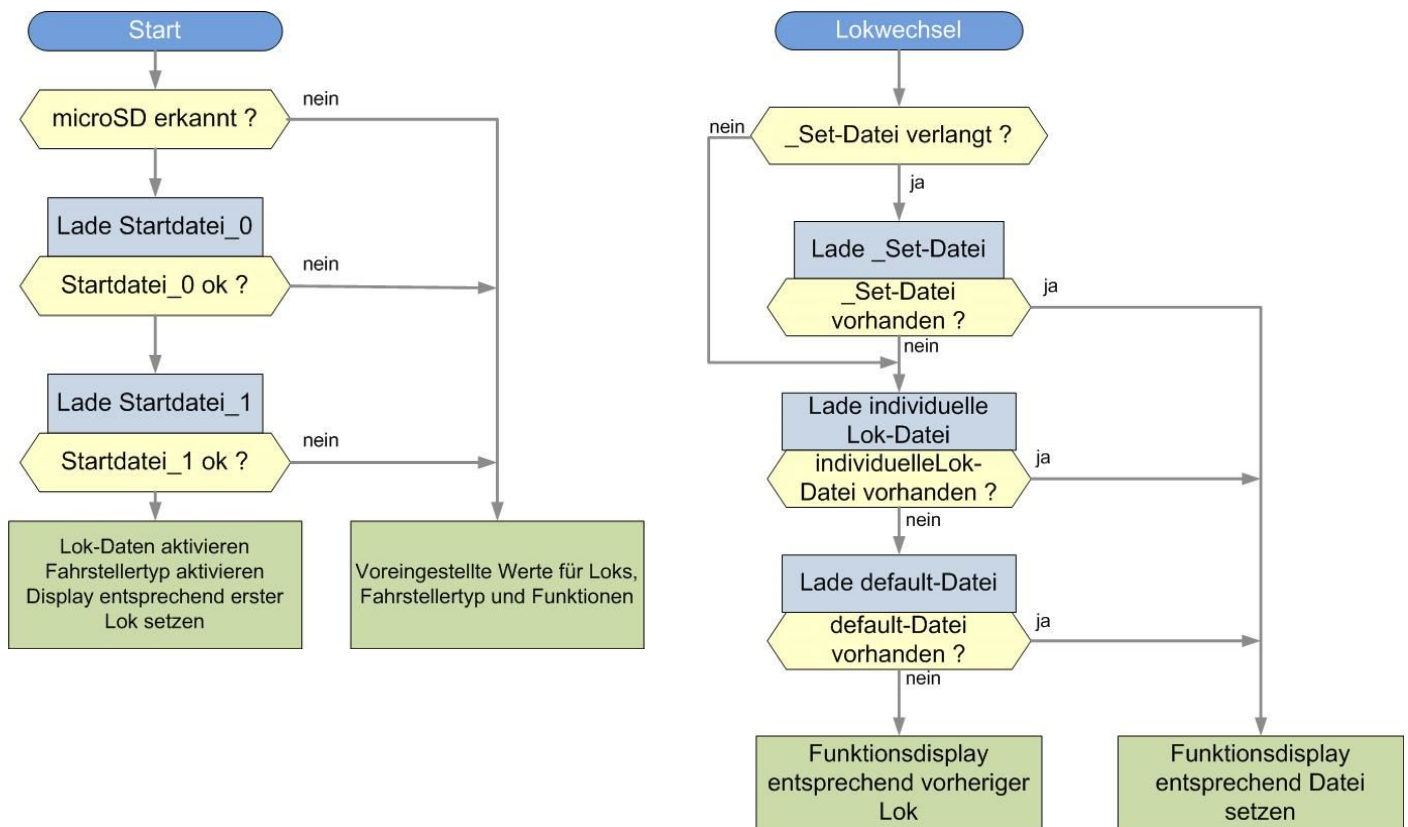 Start
microSD erkannt ?
nein
Lade Startdatei_0
Startdatei_0 ok ?
nein
Lade Startdatei_1
Startdatei_1 ok ?
nein
Lok-Daten aktivieren
Fahrstellertyp aktivieren
Display entsprechend erster
Lok setzen
Voreingestellte Werte für Loks,
Fahrstellertyp und Funktionen
Lokwechsel
_Set-Datei verlangt ?
nein
ja
Lade _Set-Datei
_Set-Datei
vorhanden ?
ja
nein
Lade individuelle
Lok-Datei
individuelleLok-
Datei vorhanden ?
ja
nein
Lade default-Datei
default-Datei
vorhanden ?
ja
nein
Funktionsdisplay
entsprechend vorheriger
Lok
Funktionsdisplay
entsprechend Datei
setzen